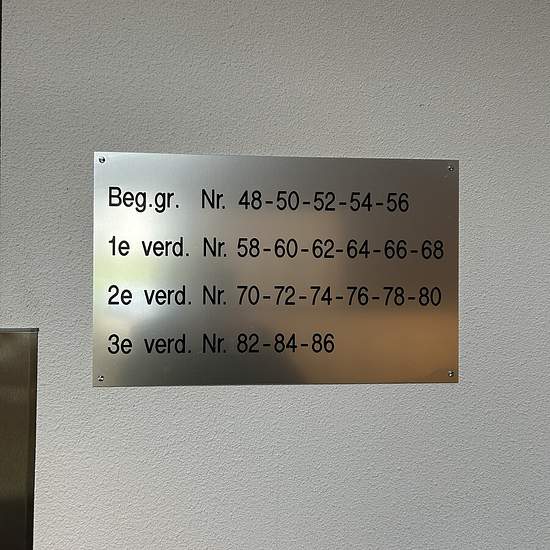 Beg.gr. Nr. 48-50-52-54-56
1e verd. Nr. 58-60-62-64-66-68
2e verd. Nr. 70-72-74-76-78-80
3e verd. Nr. 82-84-86